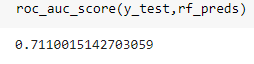 roc_auc_score(y_test,rf_preds)
0.7110015142703059